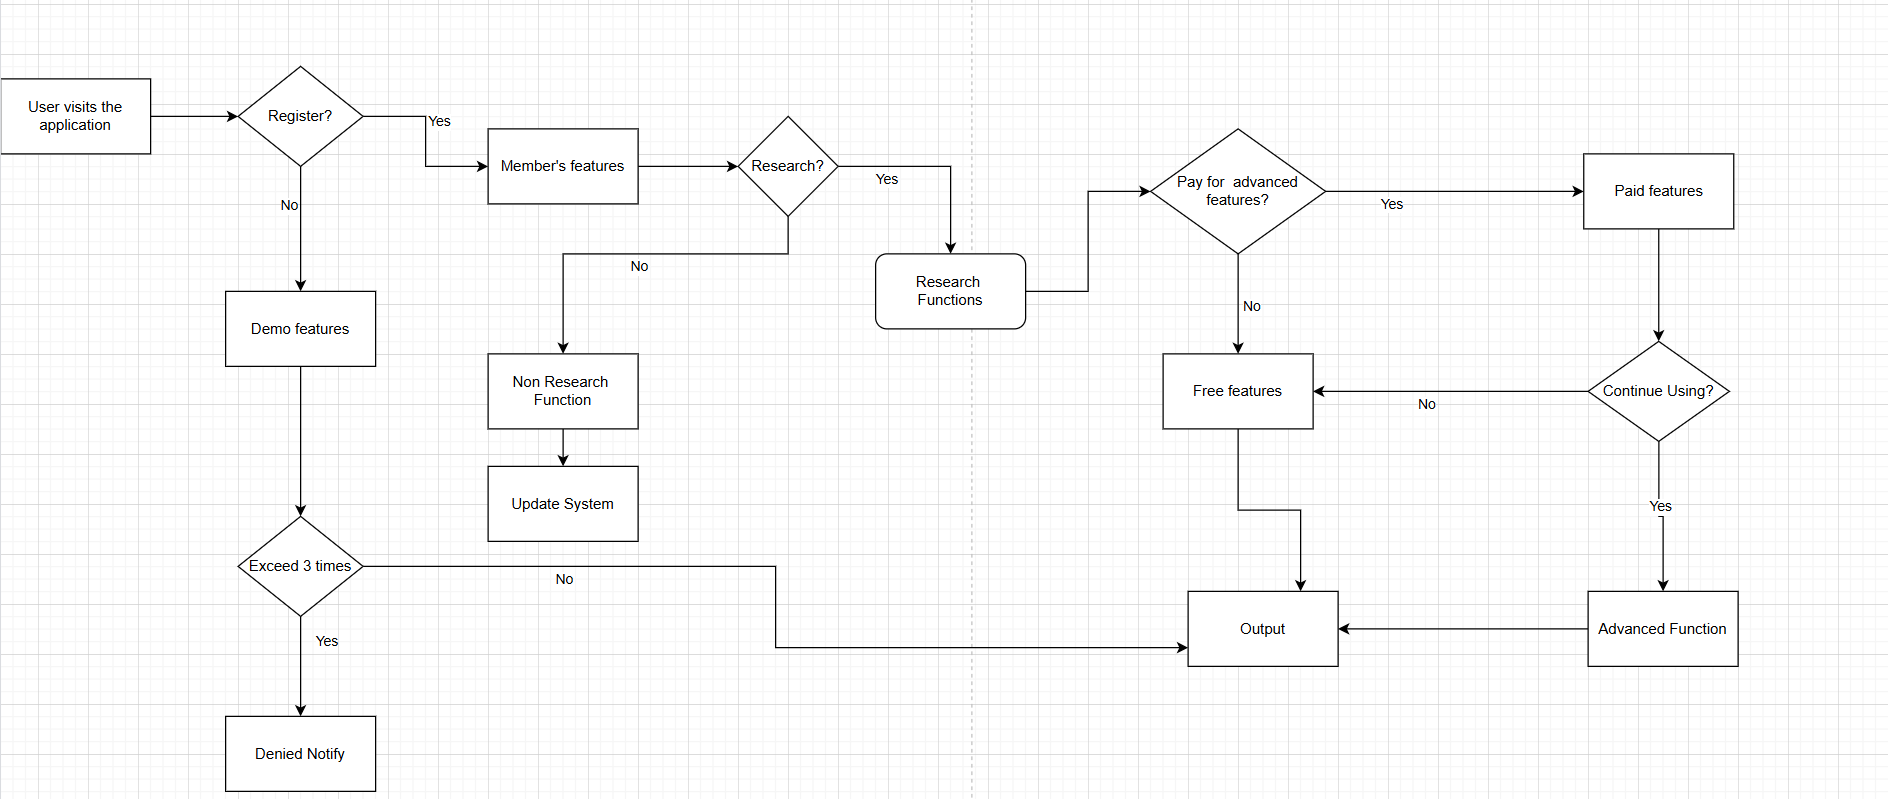 User visits the
application
Register?
Yes
No
Member's features
Research?
Yes
No
Research
Functions
Pay for  advanced
features?
Yes
No
Paid features
Demo features
Non Research
Function
Free features
No
Continue Using?
Update System
Yes
Exceed 3 times
No
Yes
Output
Advanced Function
Denied Notify